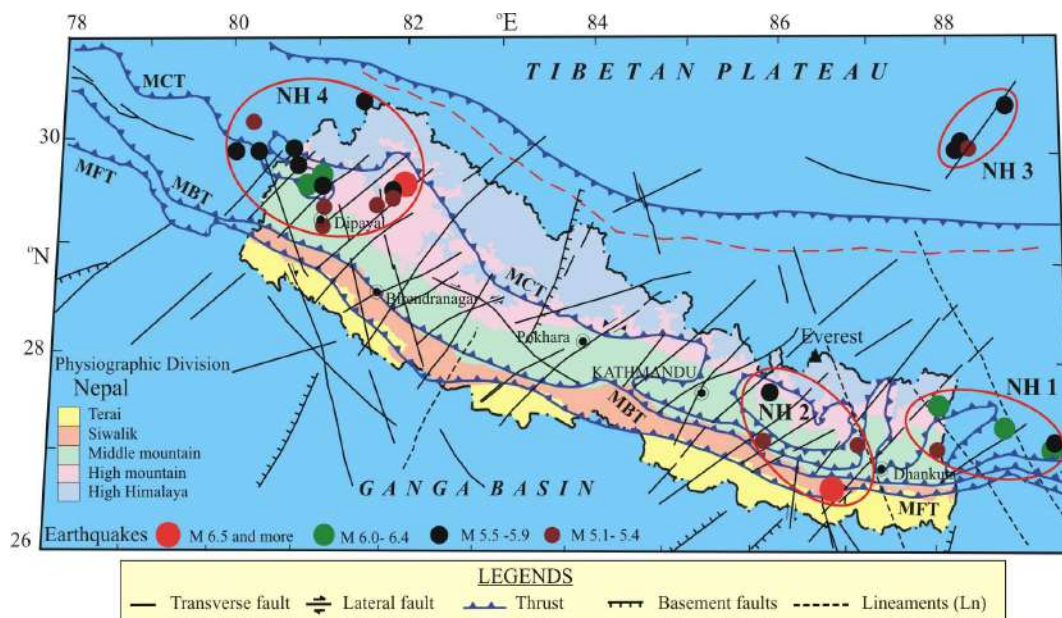 78 80 82 °E 84 86 88
TIBETAN PLATEAU
MCT
NH 4
30
NH 3
MFT
MBT
Dipayal
°N
MCT
Birendranagar
Pokhara
Everest
28
Physiographic Division
Nepal
KATHMANDU
NH 1
MBT
NH 2
Terai
Siwalik
Middle mountain
High mountain
High Himalaya
Dhankuta
GANGA BASIN
MFT
Earthquakes M 6.5 and more M 6.0- 6.4 M 5.5 -5.9 M 5.1- 5.4
26
LEGENDS
Transverse fault Lateral fault Thrust Basement faults Lineaments (Ln)